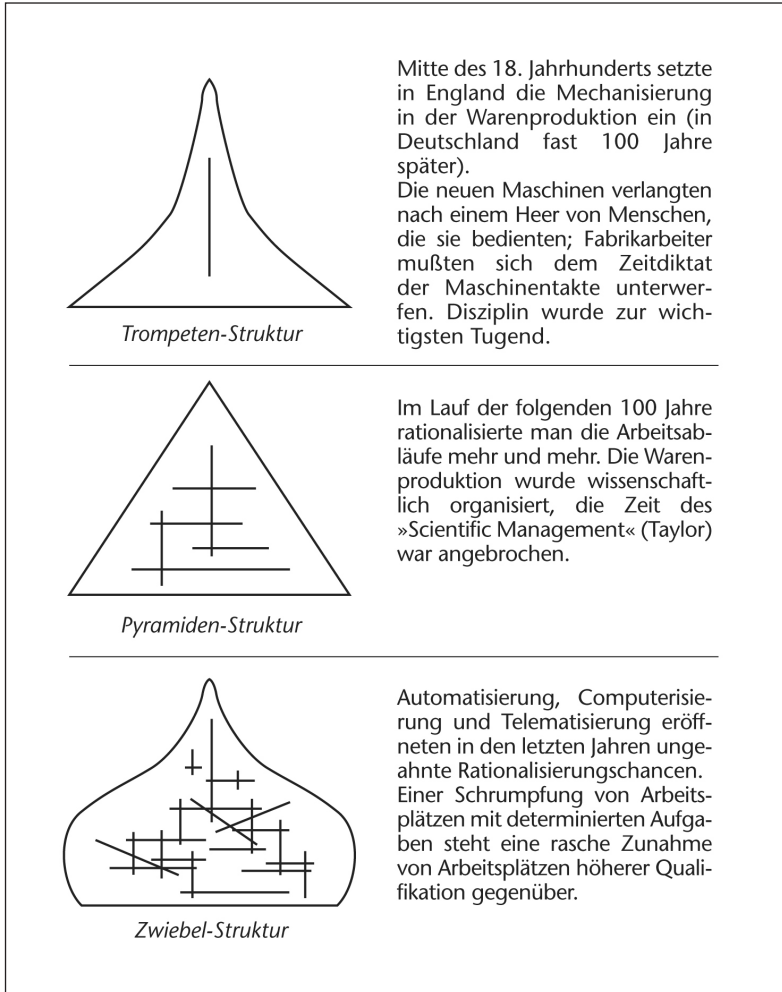 Mitte des 18. Jahrhunderts setzte
in England die Mechanisierung
in der Warenproduktion ein (in
Deutschland fast 100 Jahre
später).
Die neuen Maschinen verlangten
nach einem Heer von Menschen,
die sie bedienten; Fabrikarbeiter
mußten sich dem Zeitdiktat
der Maschinentakte unterwer-
fen. Disziplin wurde zur wich-
tigsten Tugend.
Trompeten-Struktur
Im Lauf der folgenden 100 Jahre
rationalisierte man die Arbeitsab-
läufe mehr und mehr. Die Waren-
produktion wurde wissenschaft-
lich organisiert, die Zeit des
»Scientific Management« (Taylor)
war angebrochen.
Pyramiden-Struktur
Automatisierung, Computerisie-
rung und Telematisierung eröff-
neten in den letzten Jahren unge-
ahnte Rationalisierungschancen.
Einer Schrumpfung von Arbeits-
plätzen mit determinierten Aufga-
ben steht eine rasche Zunahme
von Arbeitsplätzen höherer Quali-
fikation gegenüber.
Zwiebel-Struktur